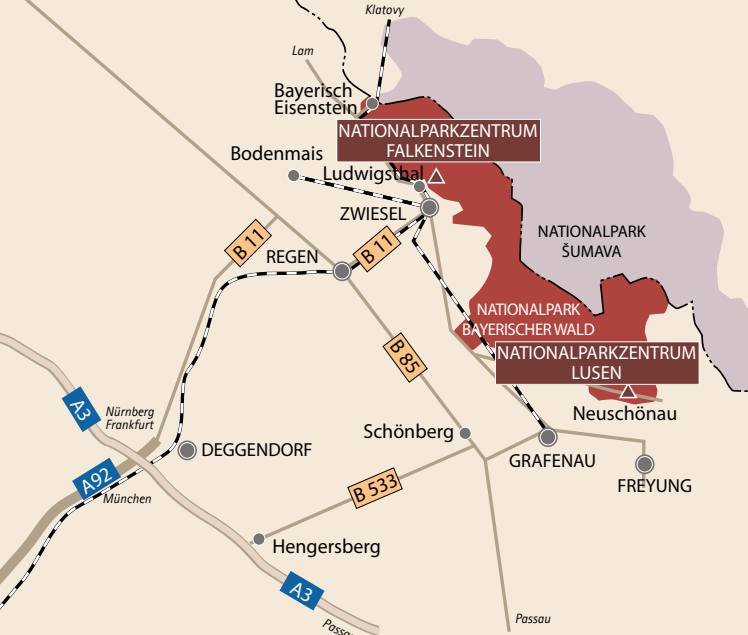 Klatovy
Lam
Bayerisch
Eisenstein
NATIONALPARKZENTRUM
FALKENSTEIN
Bodenmais
Ludwigsthal
ZWIESEL
NATIONALPARK
ŠUMAVA
B 11
B 11
REGEN
NATIONALPARK
BAYERISCHER WALD
B 85
NATIONALPARKZENTRUM
LUSEN
A3
Nürnberg
Frankfurt
Neuschönau
Schönberg
DEGGENDORF
GRAFENAU
A92
München
B 533
FREYUNG
Hengersberg
A3
Passau
Passau